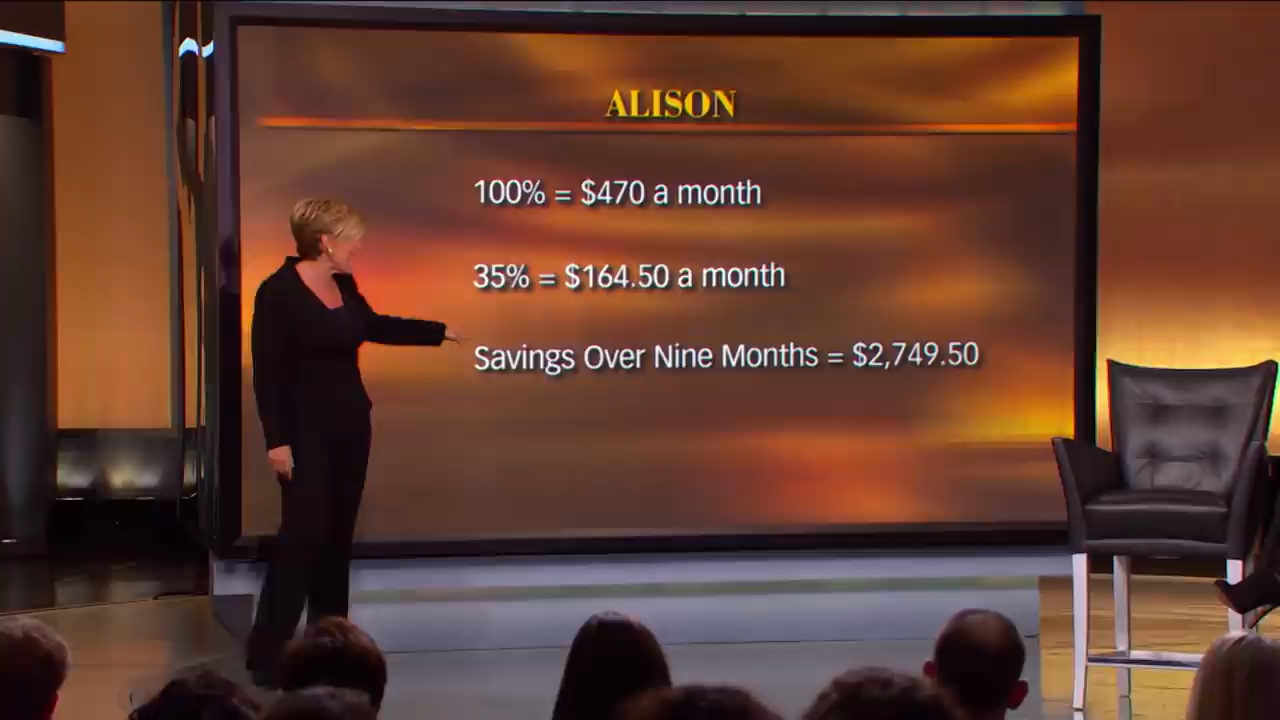 ALISON
100% = $470 a month
35% = $164.50 a month
Savings Over Nine Months = $2,749.50